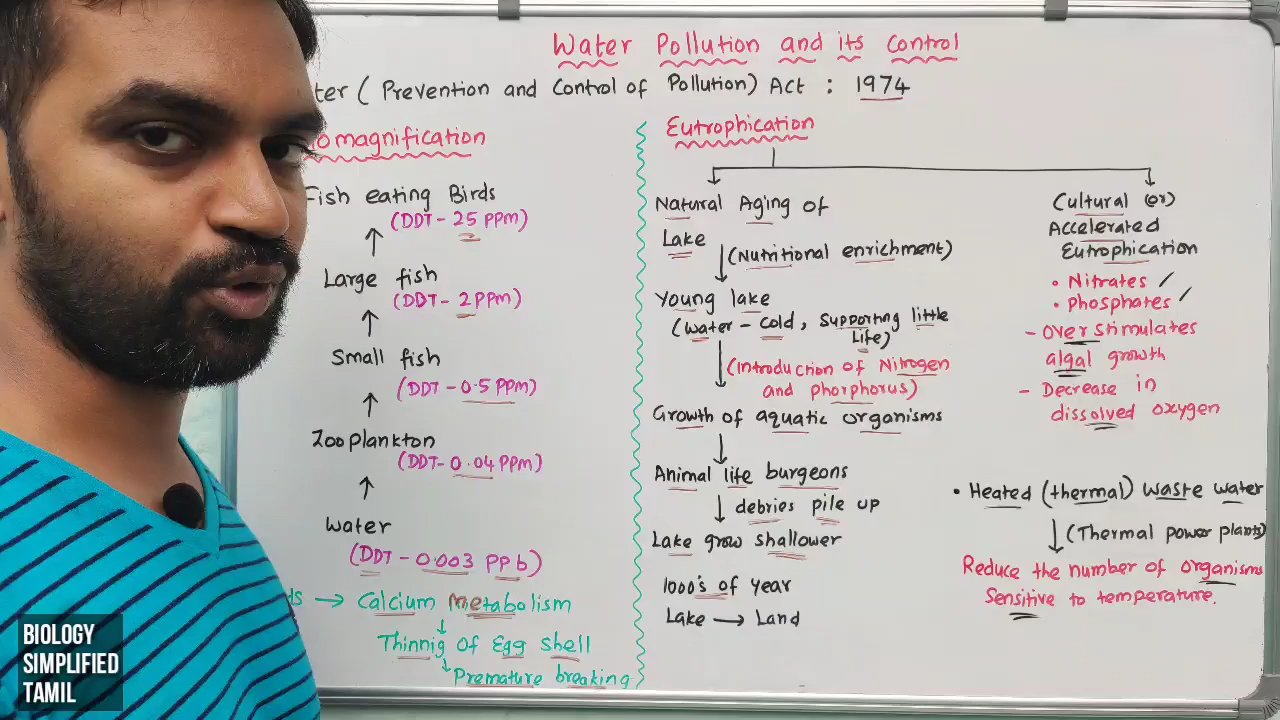 Water Pollution and its Control
ter ( Prevention and Control of Pollution) Act : 1974
omagnification
Fish eating Birds
(DDT - 25 PPm)
Large fish
(DDT - 2 PPm)
Small fish
(DDT - 0.5 PPm)
Zooplankton
(DDT- 0.04 PPm)
Water
(DDT - 0.003 PPb)
ds → Calcium Metabolism
Thinnig Of Egg Shell
Premature breaking
Eutrophication
Natural Aging of
Lake
(Nutritional enrichment)
Young lake
(Water - Cold, Supporting little
life)
(Introduction of Nitrogen
and phorphorus)
Growth of aquatic organisms
Animal life burgeons
debries pile up
Lake grow shallower
1000's of year
Lake → Land
Cultural (or)
Accelerated
Eutrophication
• Nitrates /
• Phosphates /
- Over stimulates
algal growth
- Decrease in
dissolved oxygen
• Heated (thermal) waste water
(Thermal power plants)
Reduce the number of organisms
Sensitive to temperature.
BIOLOGY
SIMPLIFIED
TAMIL